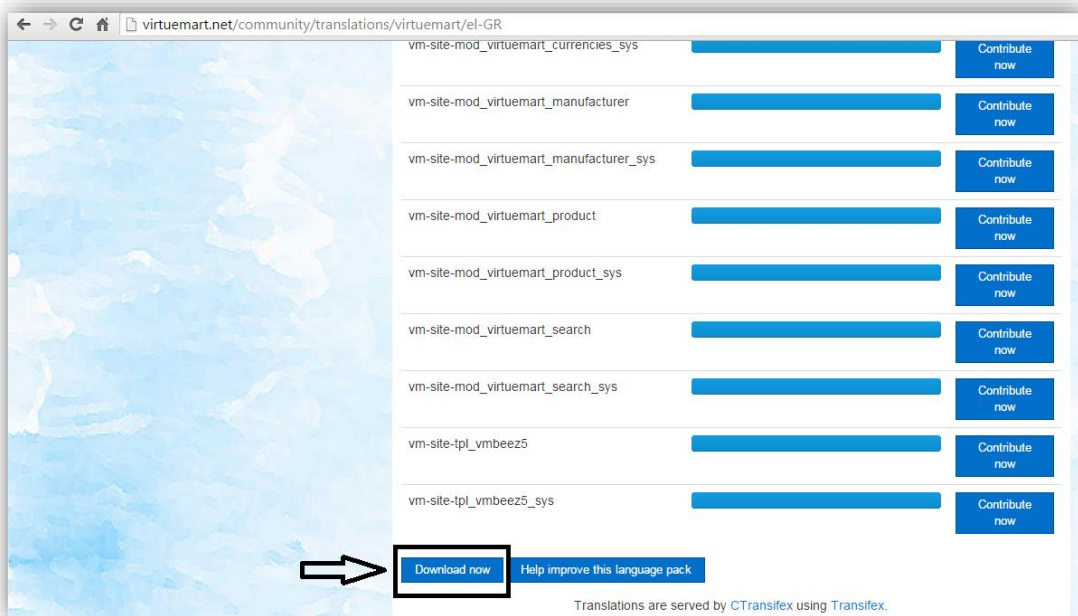 virtuemart.net/community/translations/virtuemart/el-GR
vm-site-mod_virtuemart_currencies_sys
Contribute now
vm-site-mod_virtuemart_manufacturer
Contribute now
vm-site-mod_virtuemart_manufacturer_sys
Contribute now
vm-site-mod_virtuemart_product
Contribute now
vm-site-mod_virtuemart_product_sys
Contribute now
vm-site-mod_virtuemart_search
Contribute now
vm-site-mod_virtuemart_search_sys
Contribute now
vm-site-tpl_vmbeez5
Contribute now
vm-site-tpl_vmbeez5_sys
Contribute now
Download now
Help improve this language pack
Translations are served by CTransifex using Transifex.